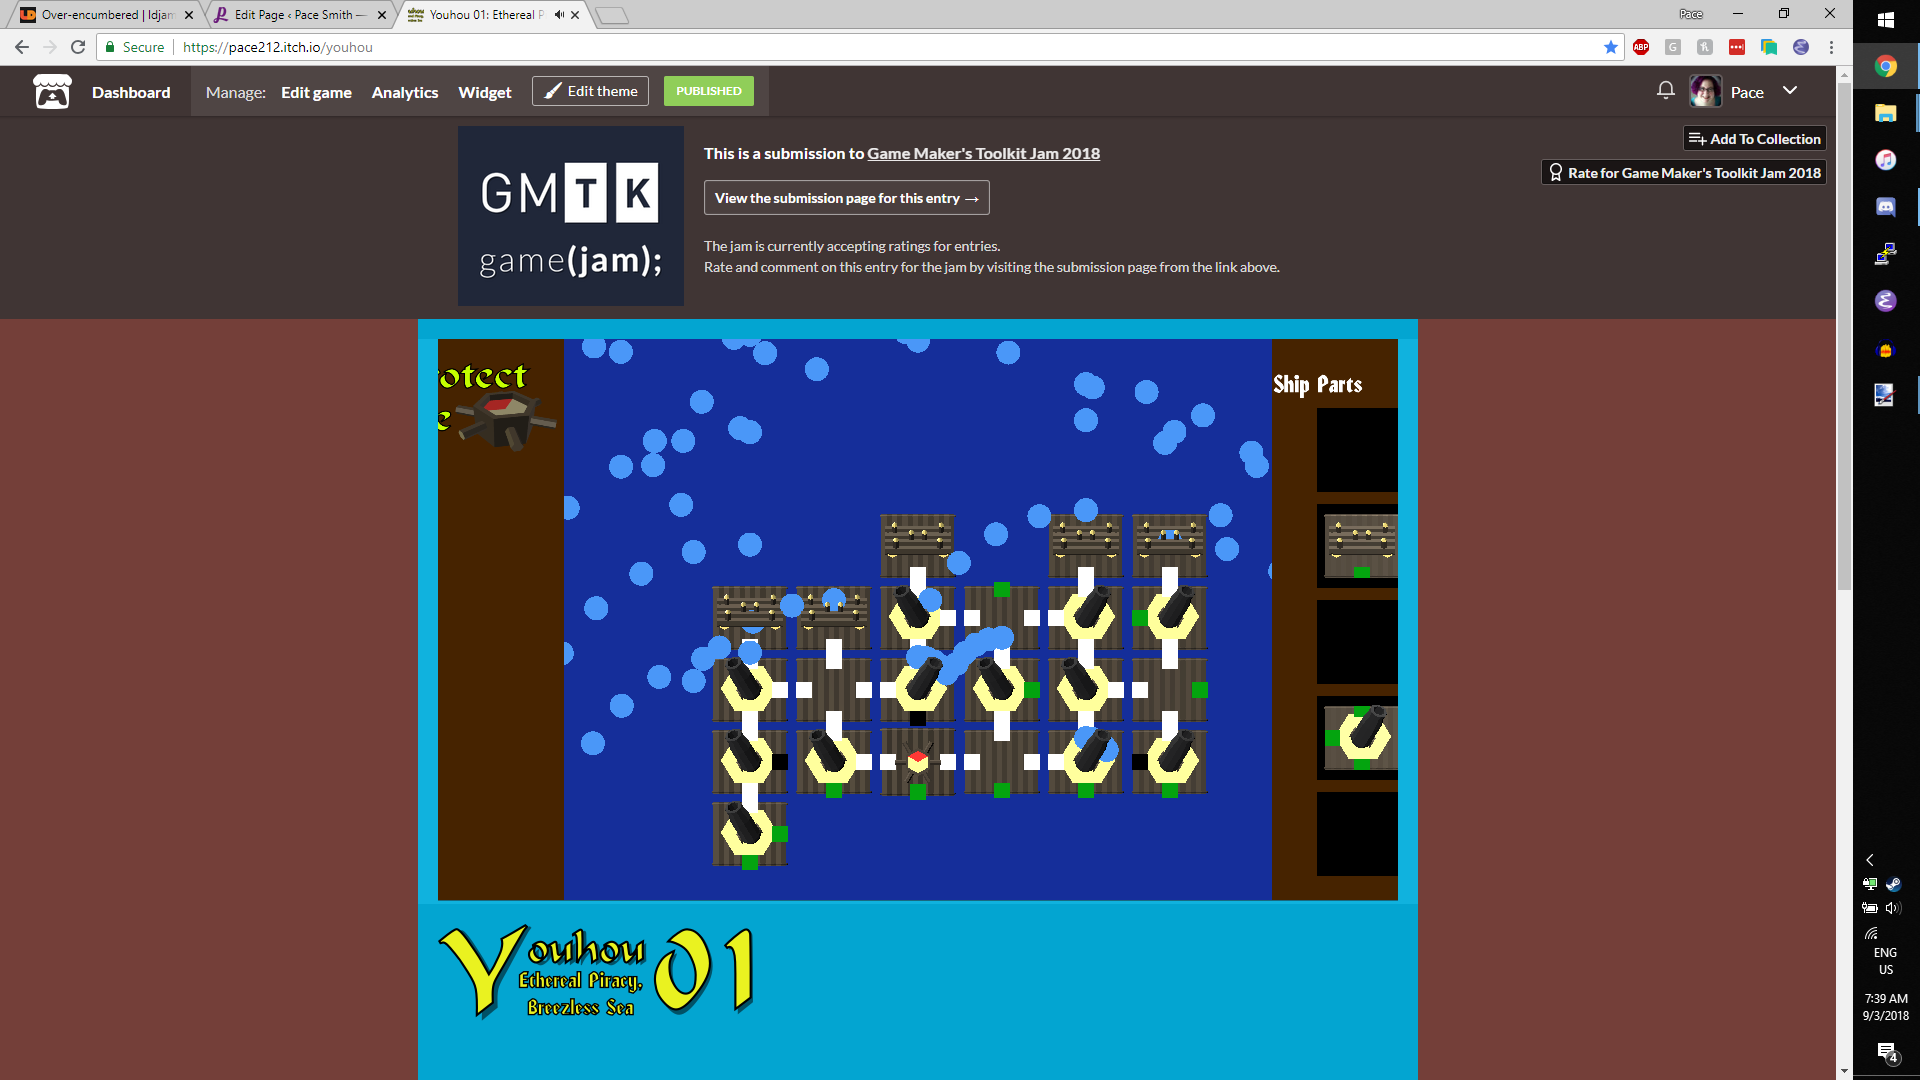 Over-encumbered | ldjam
Edit Page ‹ Pace Smith —
Youhou 01: Ethereal P
Pace
Secure
https://pace212.itch.io/youhou
ABP
Dashboard
Manage:
Edit game
Analytics
Widget
Edit theme
PUBLISHED
Pace
GMTK
game(jam);
This is a submission to Game Maker's Toolkit Jam 2018
View the submission page for this entry →
The jam is currently accepting ratings for entries.
Rate and comment on this entry for the jam by visiting the submission page from the link above.
Add To Collection
Rate for Game Maker's Toolkit Jam 2018
otect
e
Ship Parts
Youhou 01
Ethereal Piracy,
Breezless Sea
ENG
US
7:39 AM
9/3/2018
4